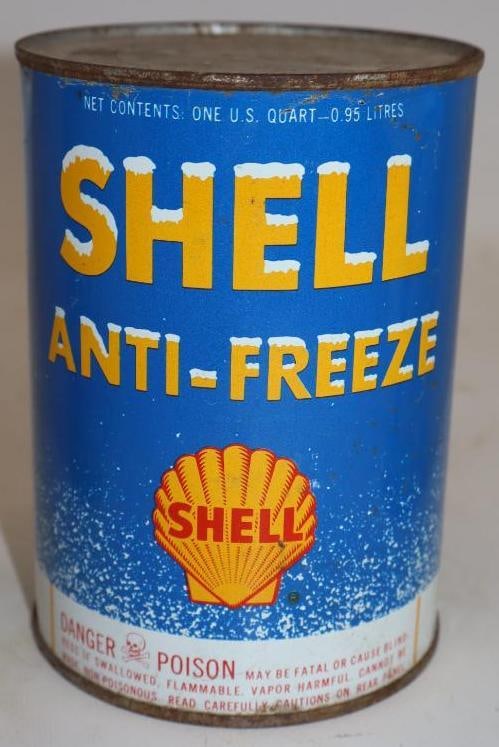 NET CONTENTS: ONE U.S. QUART—0.95 LITRES
SHELL
ANTI-FREEZE
SHELL
DANGER POISON MAY BE FATAL OR CAUSE BLIND-
NESS IF SWALLOWED, FLAMMABLE, VAPOR HARMFUL. CANNOT BE
MADE NON-POISONOUS. READ CAREFULLY CAUTIONS ON REAR PANEL